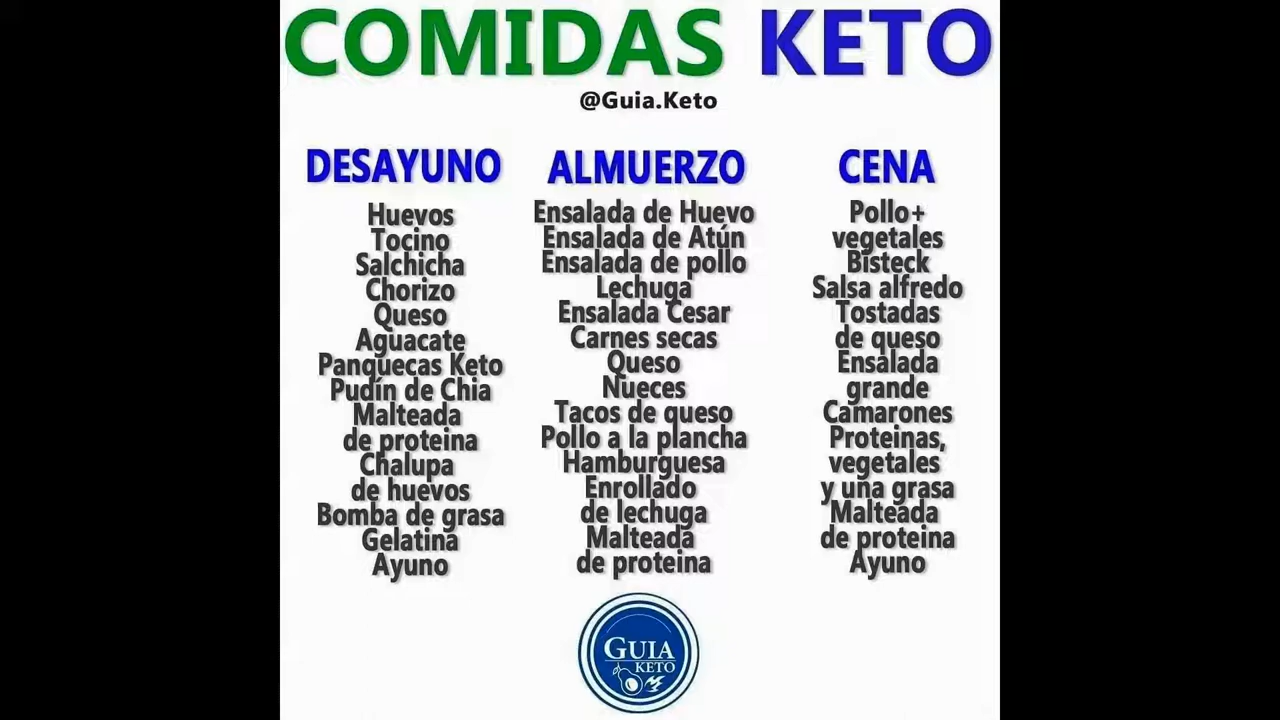 COMIDAS KETO
@Guia.Keto
DESAYUNO
Huevos
Tocino
Salchicha
Chorizo
Queso
Aguacate
Panquecas Keto
Pudín de Chia
Malteada
de proteina
Chalupa
de huevos
Bomba de grasa
Gelatina
Ayuno
ALMUERZO
Ensalada de Huevo
Ensalada de Atún
Ensalada de pollo
Lechuga
Ensalada Cesar
Carnes secas
Queso
Nueces
Tacos de queso
Pollo a la plancha
Hamburguesa
Enrollado
de lechuga
Malteada
de proteina
CENA
Pollo+
vegetales
Bisteck
Salsa alfredo
Tostadas
de queso
Ensalada
grande
Camarones
Proteinas,
vegetales
y una grasa
Malteada
de proteina
Ayuno
GUIA
KETO